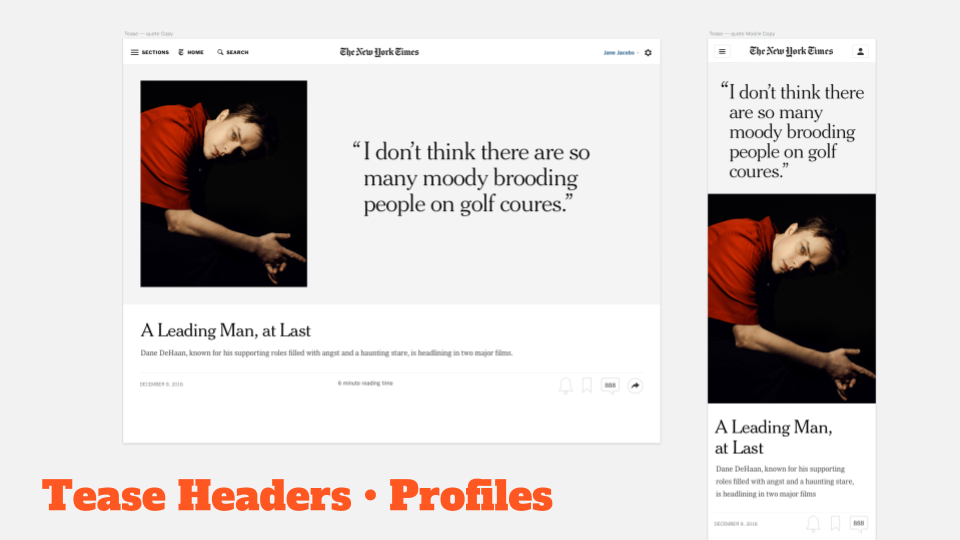 Tease — quote Copy
SECTIONS HOME SEARCH
The New York Times
Jane Jacobs
“I don’t think there are so
many moody brooding
people on golf coures.”
A Leading Man, at Last
Dane DeHaan, known for his supporting roles filled with angst and a haunting stare, is headlining in two major films.
DECEMBER 9, 2016
6 minute reading time
888
Tease — quote Mobile Copy
The New York Times
“I don’t think there
are so many
moody brooding
people on golf
coures.”
A Leading Man,
at Last
Dane DeHaan, known for his supporting
roles filled with angst and a haunting stare,
is headlining in two major films
DECEMBER 9, 2016
888
Tease Headers • Profiles